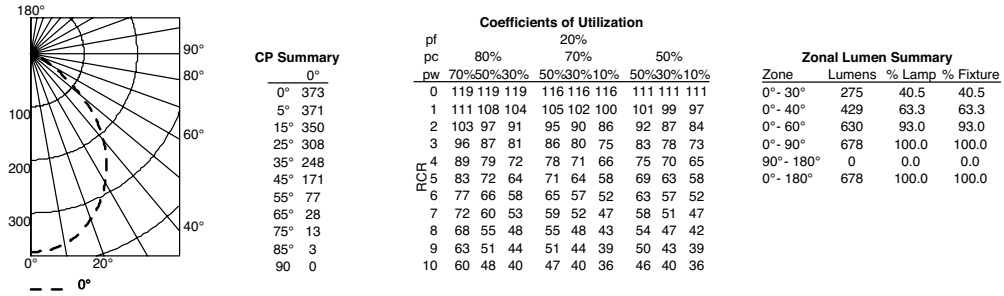 180°
90°
80°
100
60°
200
300
40°
0° 20°
0°
CP Summary
0°
0° 373
5° 371
15° 350
25° 308
35° 248
45° 171
55° 77
65° 28
75° 13
85° 3
90 0
Coefficients of Utilization
pf 20%
pc 80% 70% 50%
pw 70%50%30% 50%30%10% 50%30%10%
RCR
0 119 119 119 116 116 116 111 111 111
1 111 108 104 105 102 100 101 99 97
2 103 97 91 95 90 86 92 87 84
3 96 87 81 86 80 75 83 78 73
4 89 79 72 78 71 66 75 70 65
5 83 72 64 71 64 58 69 63 58
6 77 66 58 65 57 52 63 57 52
7 72 60 53 59 52 47 58 51 47
8 68 55 48 55 48 43 54 47 42
9 63 51 44 51 44 39 50 43 39
10 60 48 40 47 40 36 46 40 36
Zonal Lumen Summary
Zone Lumens % Lamp % Fixture
0°- 30° 275 40.5 40.5
0°- 40° 429 63.3 63.3
0°- 60° 630 93.0 93.0
0°- 90° 678 100.0 100.0
90°- 180° 0 0.0 0.0
0°- 180° 678 100.0 100.0